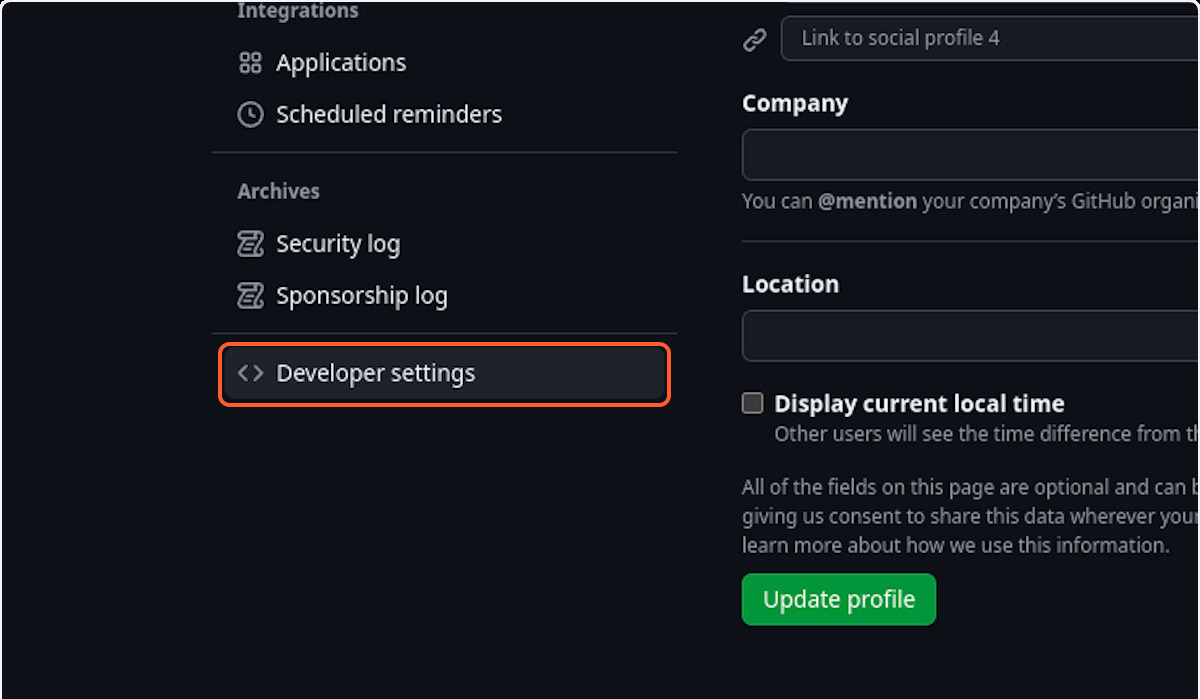 Integrations
Applications
Scheduled reminders
Archives
Security log
Sponsorship log
Developer settings
Link to social profile 4
Company
You can @mention your company’s GitHub organi
Location
Display current local time
Other users will see the time difference from th
All of the fields on this page are optional and can b
giving us consent to share this data wherever your
learn more about how we use this information.
Update profile